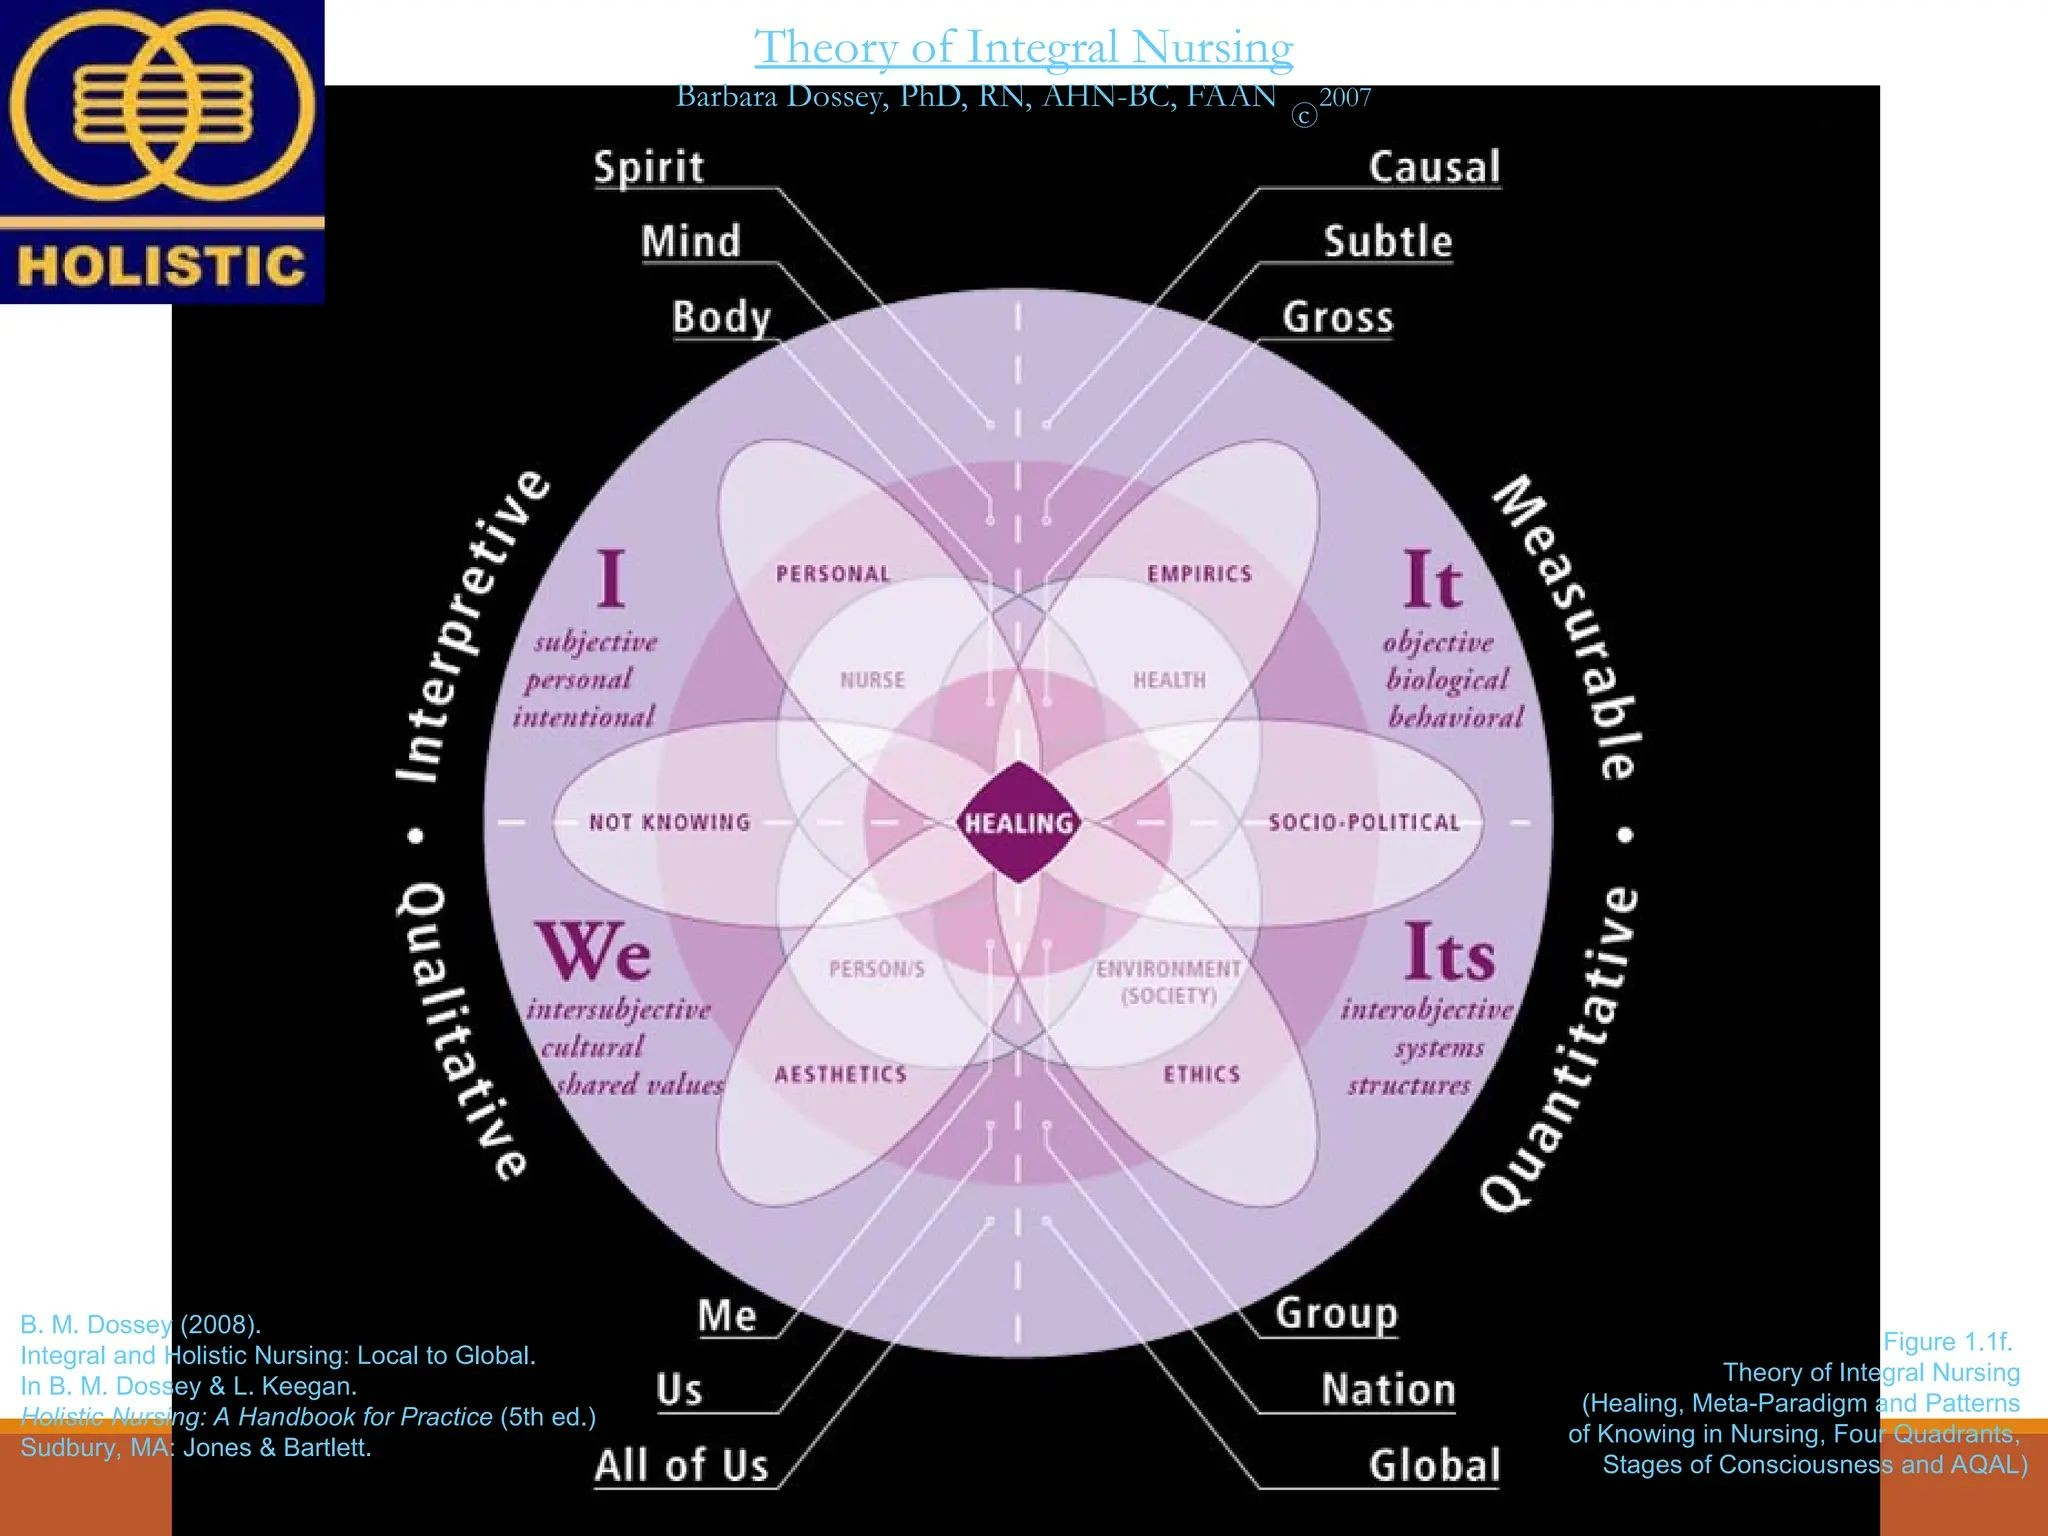 Theory of Integral Nursing
Barbara Dossey, PhD, RN, AHN-BC, FAAN ©2007
HOLISTIC
Spirit
Mind
Body
Causal
Subtle
Gross
Qualitative • Interpretive
Measurable • Quantitative
I
subjective
personal
intentional
It
objective
biological
behavioral
PERSONAL
EMPIRICS
NURSE
HEALTH
NOT KNOWING
HEALING
SOCIO-POLITICAL
We
intersubjective
cultural
shared values
Its
interobjective
systems
structures
PERSON/S
ENVIRONMENT
(SOCIETY)
AESTHETICS
ETHICS
Me
Us
All of Us
Group
Nation
Global
B. M. Dossey (2008).
Integral and Holistic Nursing: Local to Global.
In B. M. Dossey & L. Keegan.
Holistic Nursing: A Handbook for Practice (5th ed.)
Sudbury, MA: Jones & Bartlett.
Figure 1.1f.
Theory of Integral Nursing
(Healing, Meta-Paradigm and Patterns
of Knowing in Nursing, Four Quadrants,
Stages of Consciousness and AQAL)